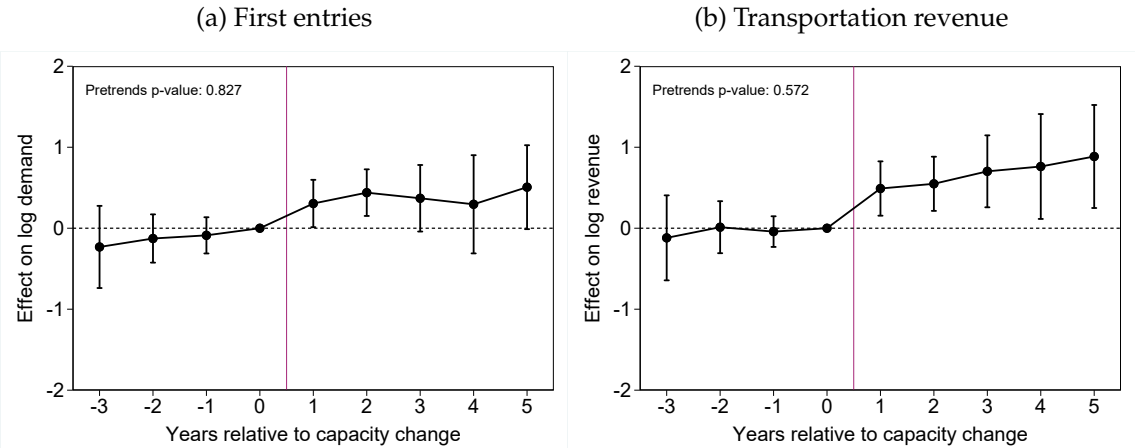 (a) First entries
Pretrends p-value: 0.827
Effect on log demand
2
1
0
-1
-2
-3 -2 -1 0 1 2 3 4 5
Years relative to capacity change
(b) Transportation revenue
Pretrends p-value: 0.572
Effect on log revenue
2
1
0
-1
-2
-3 -2 -1 0 1 2 3 4 5
Years relative to capacity change